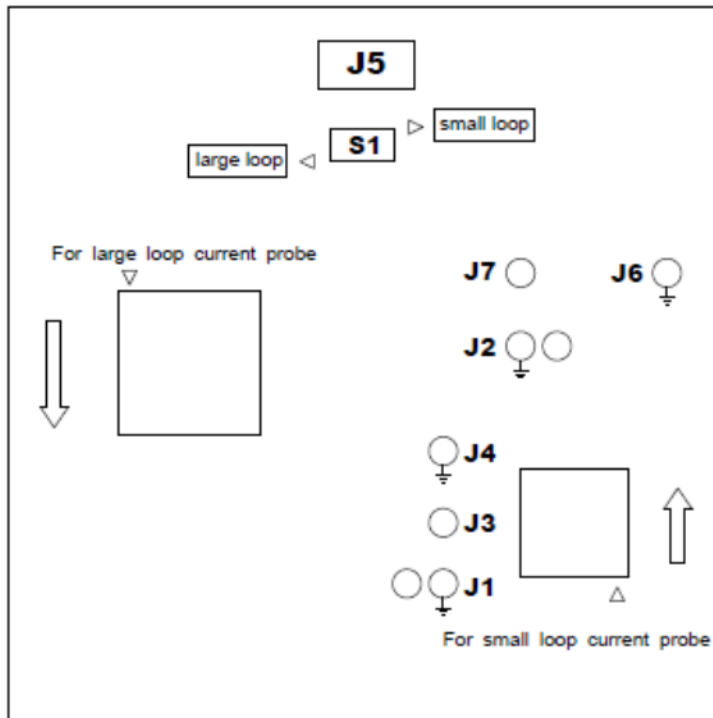 J5
small loop
S1
large loop
For large loop current probe
J7
J6
J2
J4
J3
J1
For small loop current probe